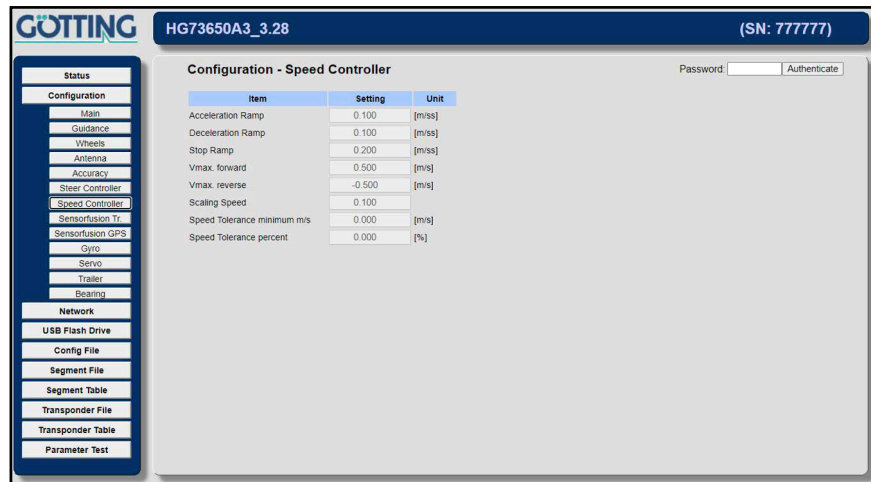 GÖTTING
HG73650A3_3.28
(SN: 777777)
Status
Configuration
Main
Guidance
Wheels
Antenna
Accuracy
Steer Controller
Speed Controller
Sensorfusion Tr.
Sensorfusion GPS
Gyro
Servo
Trailer
Bearing
Network
USB Flash Drive
Config File
Segment File
Segment Table
Transponder File
Transponder Table
Parameter Test
Configuration - Speed Controller
Password: Authenticate
Item Setting Unit
Acceleration Ramp 0.100 [m/ss]
Deceleration Ramp 0.100 [m/ss]
Stop Ramp 0.200 [m/ss]
Vmax. forward 0.500 [m/s]
Vmax. reverse -0.500 [m/s]
Scaling Speed 0.100
Speed Tolerance minimum m/s 0.000 [m/s]
Speed Tolerance percent 0.000 [%]